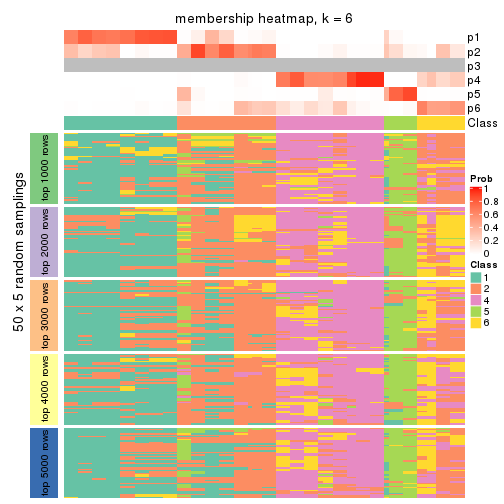 membership heatmap, k = 6
p1
p2
p3
p4
p5
p6
Class
50 x 5 random samplings
top 1000 rows
top 2000 rows
top 3000 rows
top 4000 rows
top 5000 rows
Prob
1
0.8
0.6
0.4
0.2
0
Class
1
2
4
5
6